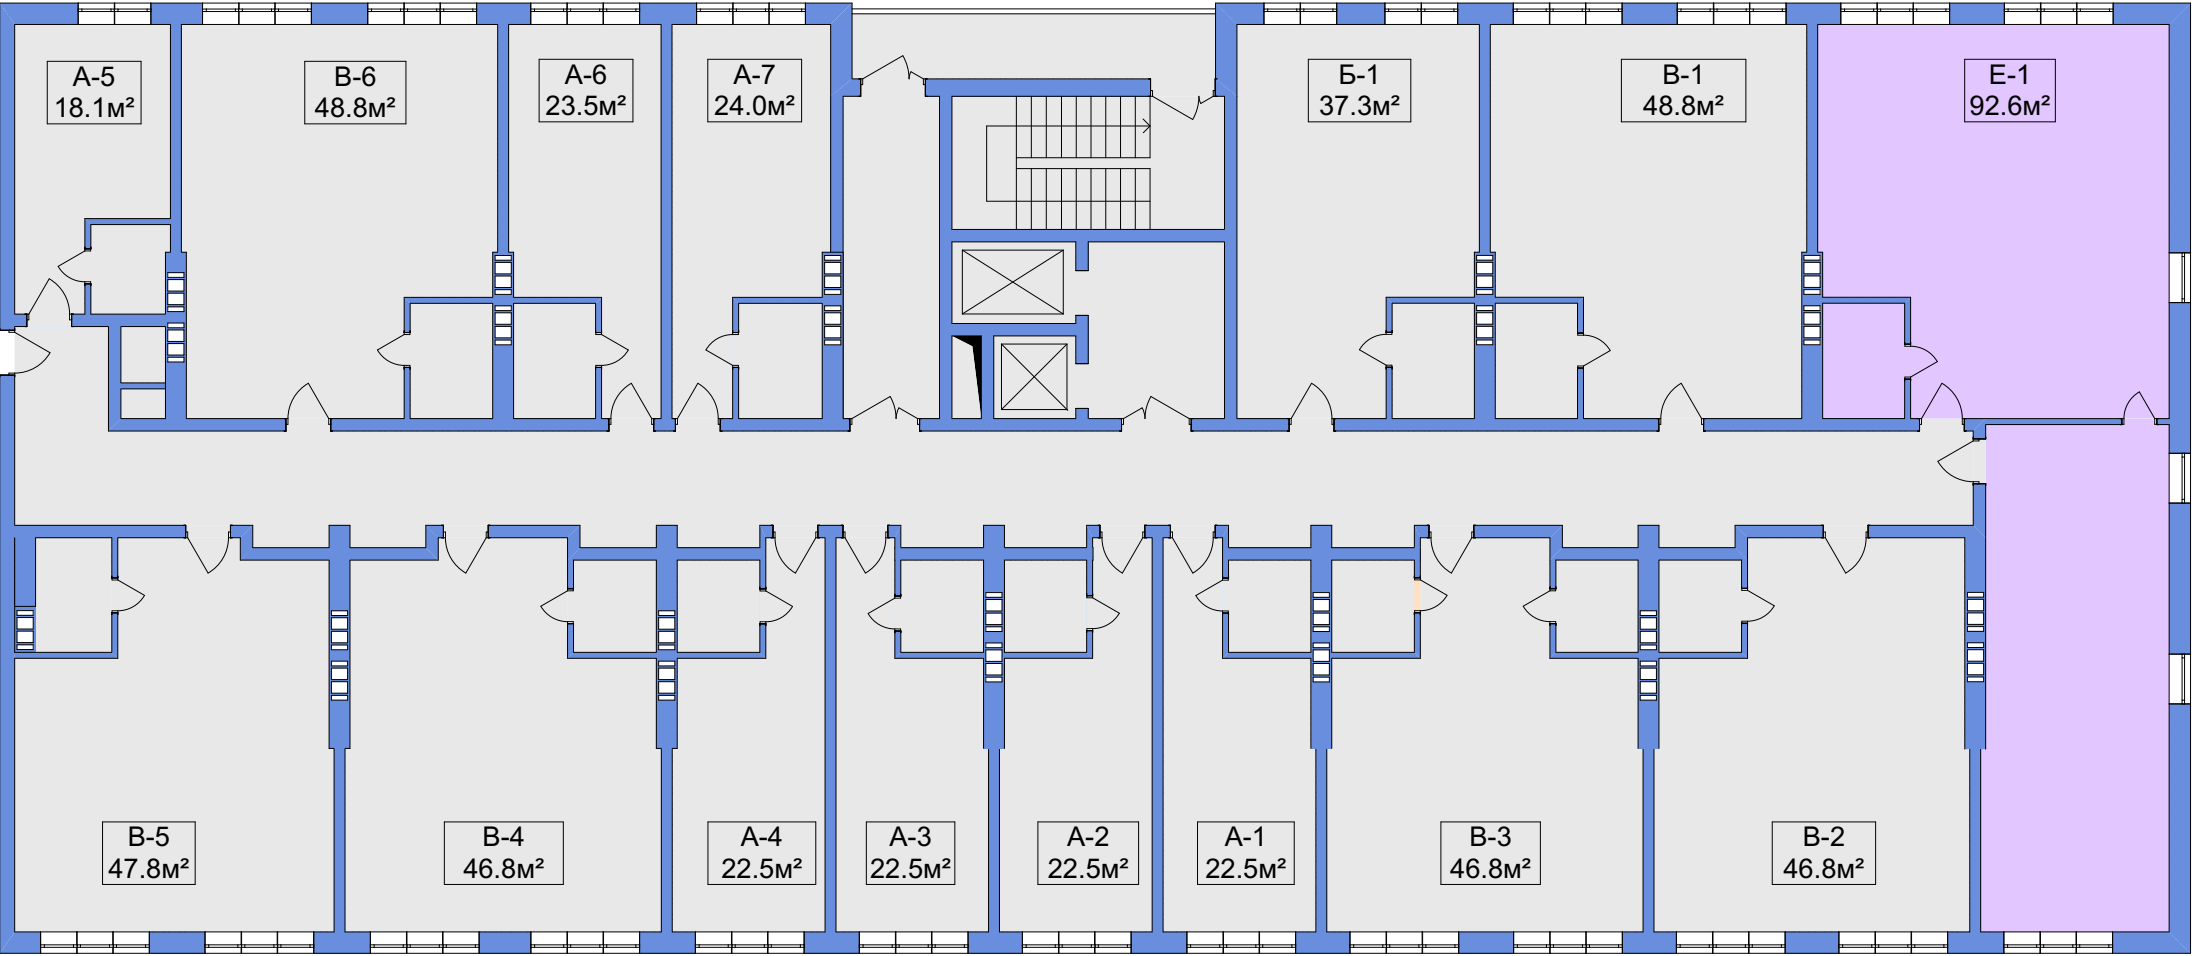 А-5
18.1м²
В-6
48.8м²
А-6
23.5м²
А-7
24.0м²
Б-1
37.3м²
В-1
48.8м²
Е-1
92.6м²
В-5
47.8м²
В-4
46.8м²
А-4
22.5м²
А-3
22.5м²
А-2
22.5м²
А-1
22.5м²
В-3
46.8м²
В-2
46.8м²